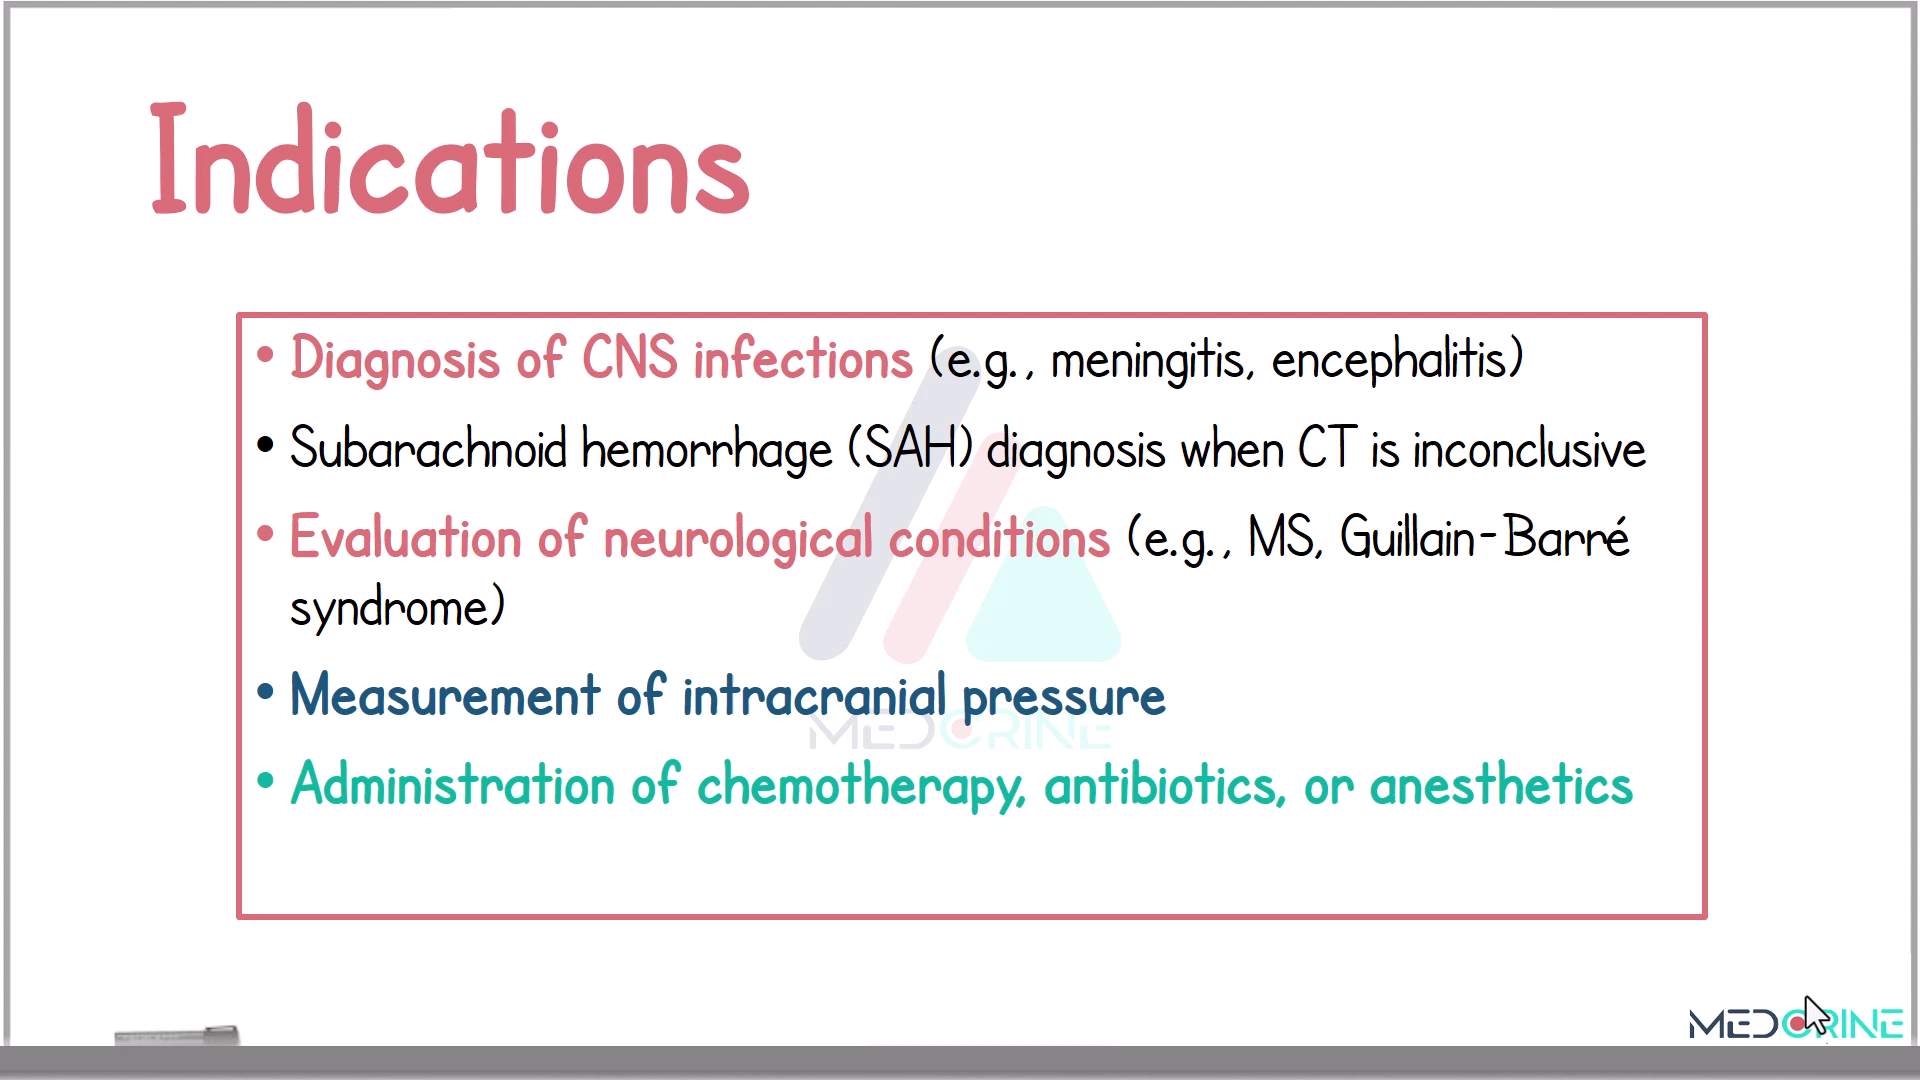 Indications
• Diagnosis of CNS infections (e.g., meningitis, encephalitis)
• Subarachnoid hemorrhage (SAH) diagnosis when CT is inconclusive
• Evaluation of neurological conditions (e.g., MS, Guillain-Barré
syndrome)
• Measurement of intracranial pressure
MEDCRINE
• Administration of chemotherapy, antibiotics, or anesthetics
MEDCRINE